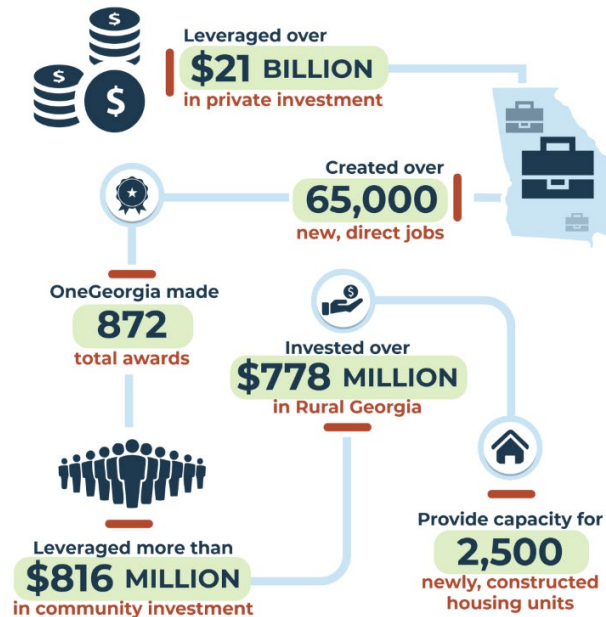 Leveraged over
$21 BILLION
in private investment
Created over
65,000
new, direct jobs
OneGeorgia made
872
total awards
Leveraged more than
$816 MILLION
in community investment
Invested over
$778 MILLION
in Rural Georgia
Provide capacity for
2,500
newly, constructed
housing units